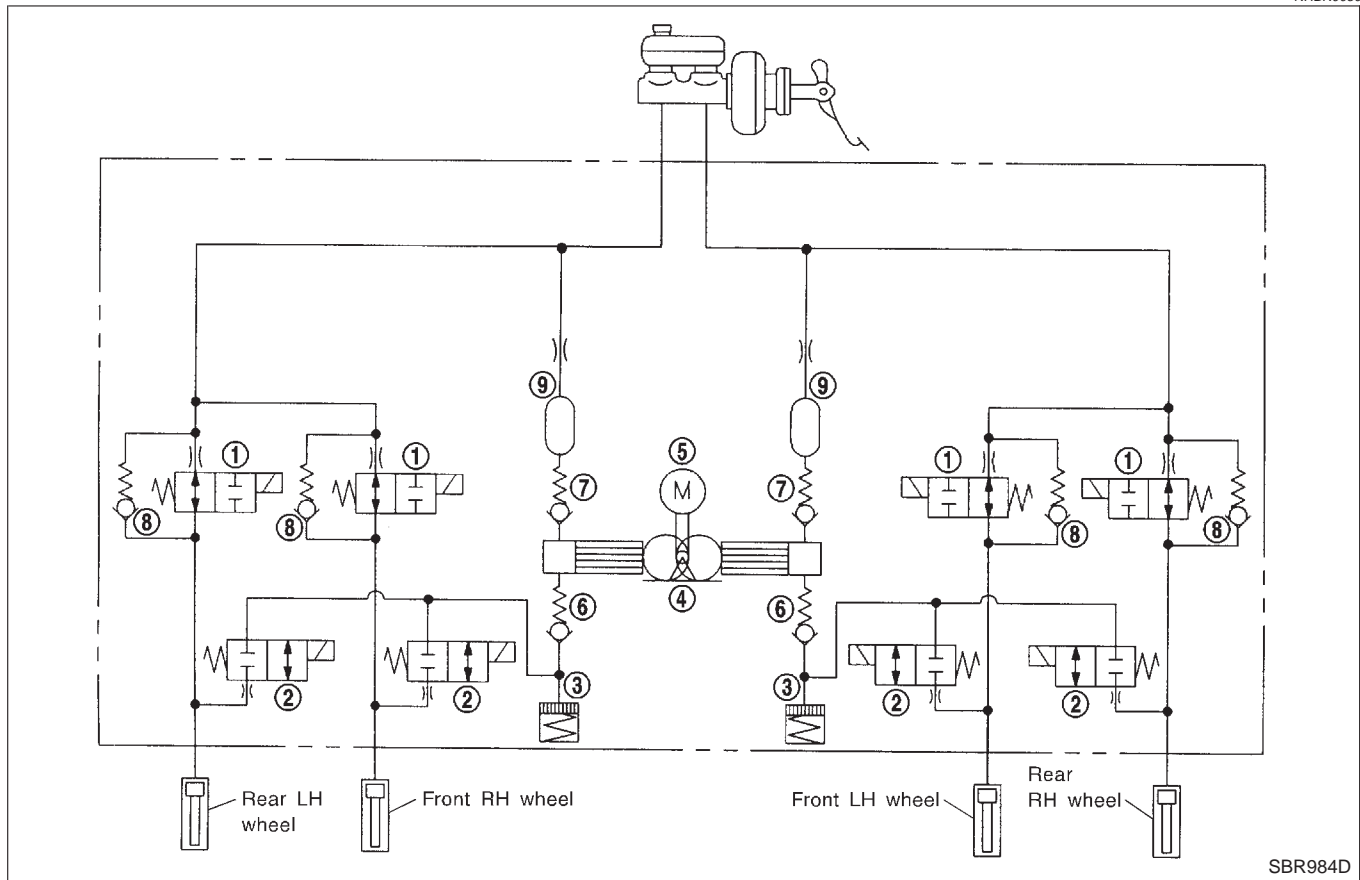 ⑨ ⑨
① ① ⑤ ① ①
M
⑦ ⑦
⑧ ⑧ ⑧ ⑧
④
⑥ ⑥
③ ③
② ② ② ②
Rear LH
wheel
Front RH wheel
Front LH wheel
Rear
RH wheel
SBR984D